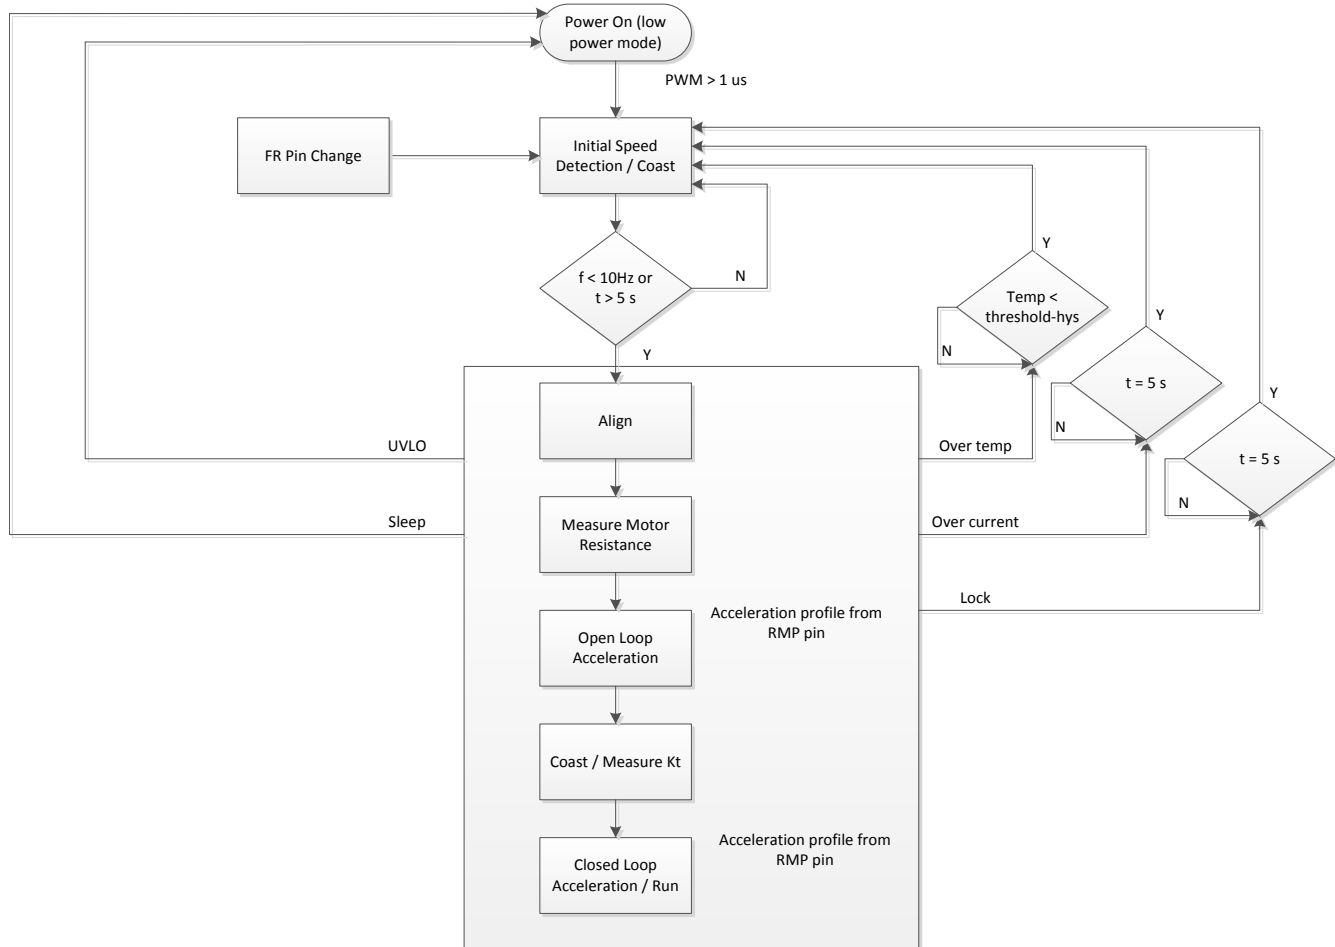 Power On (low
power mode)
PWM > 1 us
FR Pin Change
Initial Speed
Detection / Coast
f < 10Hz or
t > 5 s
N
Y
Y
Temp <
threshold-hys
N
Y
t = 5 s
N
Y
t = 5 s
N
Align
UVLO
Over temp
Sleep
Measure Motor
Resistance
Over current
Lock
Open Loop
Acceleration
Acceleration profile from
RMP pin
Coast / Measure Kt
Closed Loop
Acceleration / Run
Acceleration profile from
RMP pin